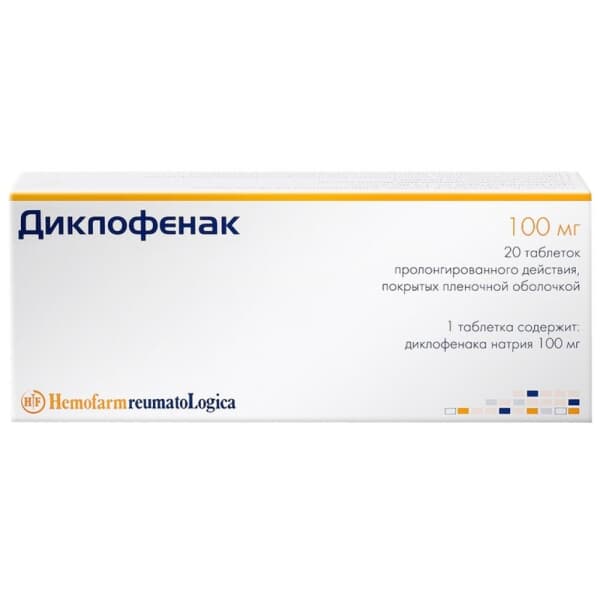 Диклофенак
100 мг
20 таблеток
пролонгированного действия,
покрытых пленочной оболочкой
1 таблетка содержит:
диклофенака натрия 100 мг
HF HemofarmreumatoLogica